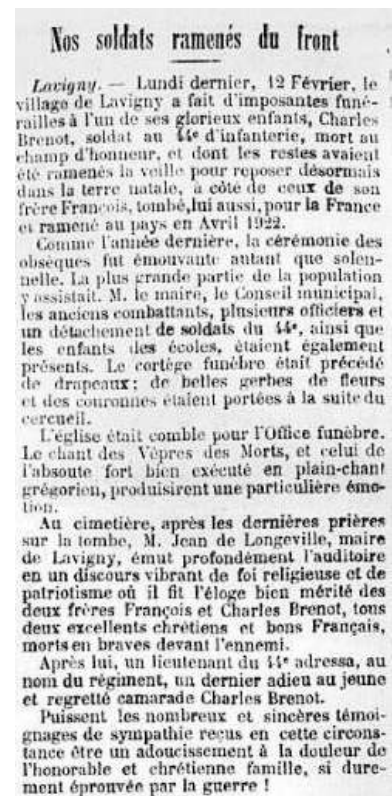 Nos soldats ramenés du front
Lavigny. — Lundi dernier, 12 Février, le
village de Lavigny a fait d'imposantes funé-
railles à l'un de ses glorieux enfants, Charles
Brenot, soldat au 44e d'infanterie, mort au
champ d'honneur, et dont les restes avaient
été ramenés la veille pour reposer désormais
dans la terre natale, à côté de ceux de son
frère François, tombé, lui aussi, pour la France
et ramené au pays en Avril 1922.
Comme l'année dernière, la cérémonie des
obsèques fut émouvante autant que solen-
nelle. La plus grande partie de la population
y assistait. M. le maire, le Conseil municipal,
les anciens combattants, plusieurs officiers et
un détachement de soldats du 44e, ainsi que
les enfants des écoles, étaient également
présents. Le cortège funèbre était précédé
de drapeaux; de belles gerbes de fleurs
et des couronnes étaient portées à la suite du
cercueil.
L'église était comble pour l'Office funèbre.
Le chant des Vêpres des Morts, et celui de
l'absoute fort bien exécuté en plain-chant
grégorien, produisirent une particulière émo-
tion.
Au cimetière, après les dernières prières
sur la tombe, M. Jean de Longeville, maire
de Lavigny, émut profondément l'auditoire
en un discours vibrant de foi religieuse et de
patriotisme où il fit l'éloge bien mérité des
deux frères François et Charles Brenot, tous
deux excellents chrétiens et bons Français,
morts en braves devant l'ennemi.
Après lui, un lieutenant du 44e adressa, au
nom du régiment, un dernier adieu au jeune
et regretté camarade Charles Brenot.
Puissent les nombreux et sincères témoi-
gnages de sympathie reçus en cette circons-
tance être un adoucissement à la douleur de
l'honorable et chrétienne famille, si dure-
ment éprouvée par la guerre !